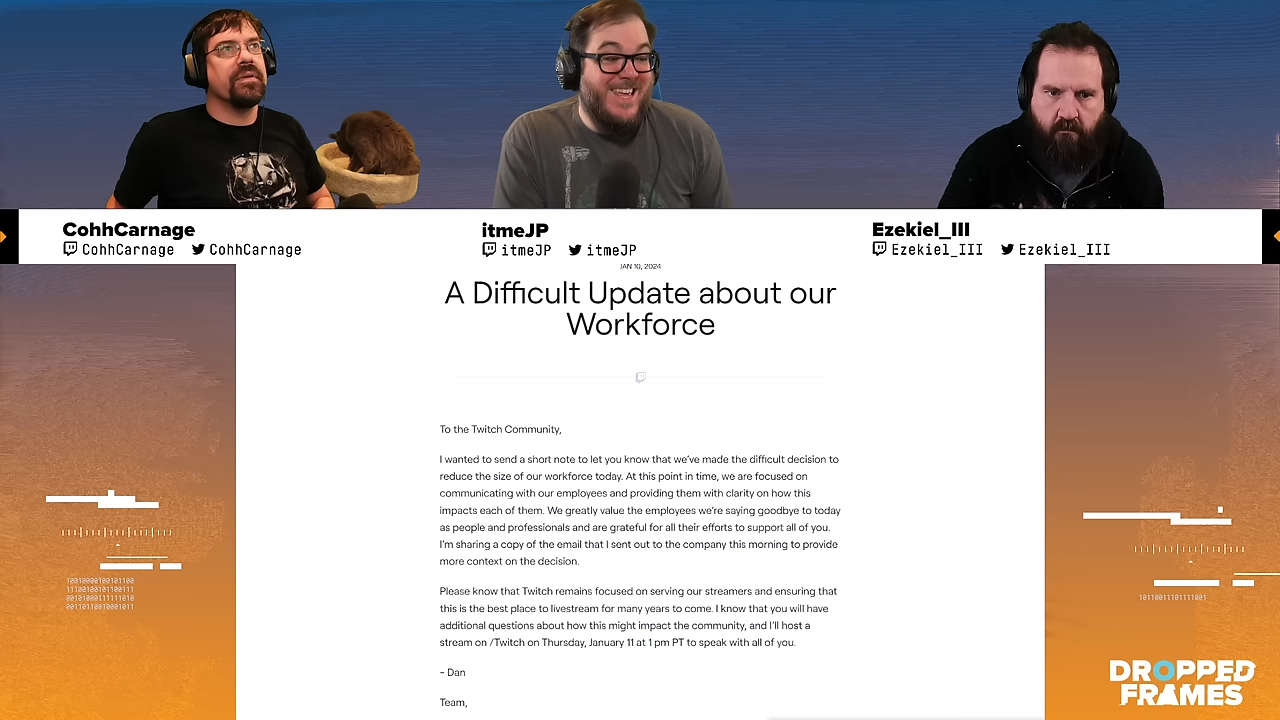 CohhCarnage
CohhCarnage CohhCarnage
itmeJP
itmeJP itmeJP
Ezekiel_III
Ezekiel_III Ezekiel_III
JAN 10, 2024
A Difficult Update about our
Workforce
To the Twitch Community,
I wanted to send a short note to let you know that we've made the difficult decision to
reduce the size of our workforce today. At this point in time, we are focused on
communicating with our employees and providing them with clarity on how this
impacts each of them. We greatly value the employees we're saying goodbye to today
as people and professionals and are grateful for all their efforts to support all of you.
I'm sharing a copy of the email that I sent out to the company this morning to provide
more context on the decision.
Please know that Twitch remains focused on serving our streamers and ensuring that
this is the best place to livestream for many years to come. I know that you will have
additional questions about how this might impact the community, and I'll host a
stream on /Twitch on Thursday, January 11 at 1 pm PT to speak with all of you.
- Dan
Team,
DROPPED
FRAMES